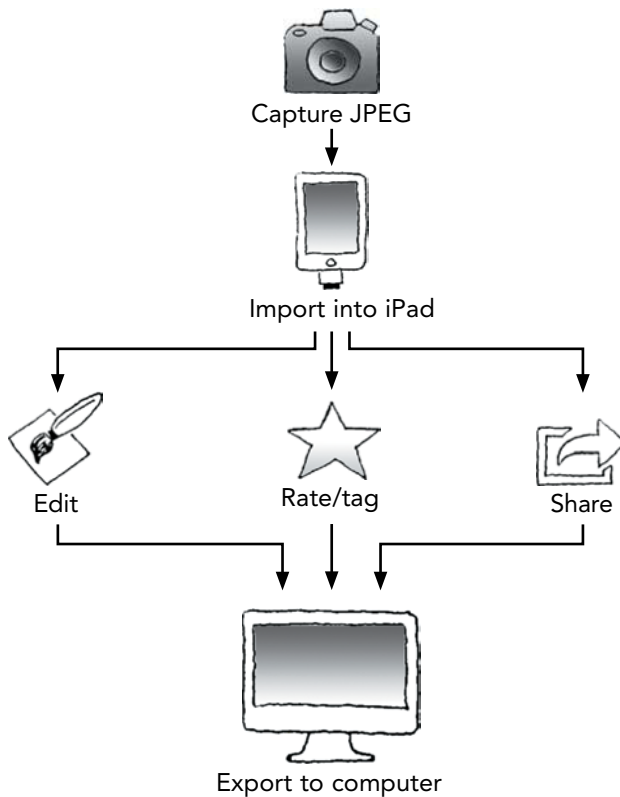 Capture JPEG
Import into iPad
Edit
Rate/tag
Share
Export to computer